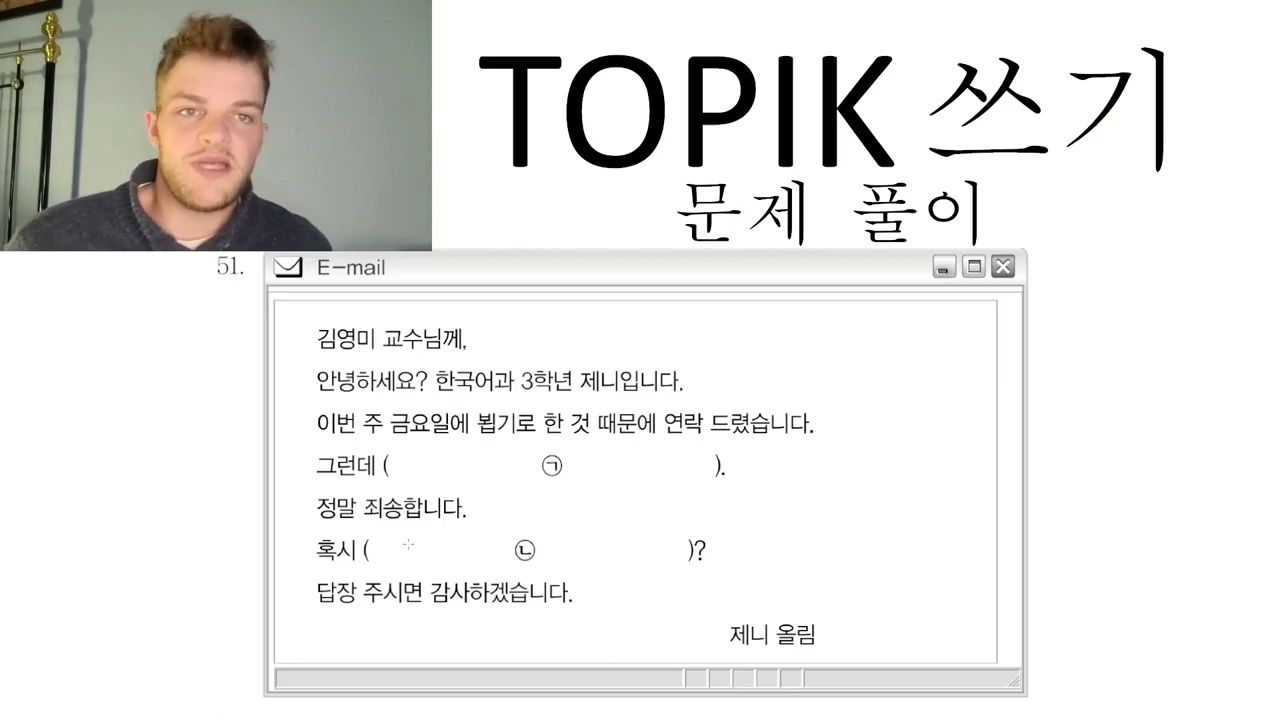 TOPIK 쓰기
문제 풀이
51.
E-mail
김영미 교수님께,
안녕하세요? 한국어과 3학년 제니입니다.
이번 주 금요일에 뵙기로 한 것 때문에 연락 드렸습니다.
그런데 ( ㉠ ).
정말 죄송합니다.
혹시 ( ㉡ )?
답장 주시면 감사하겠습니다.
제니 올림